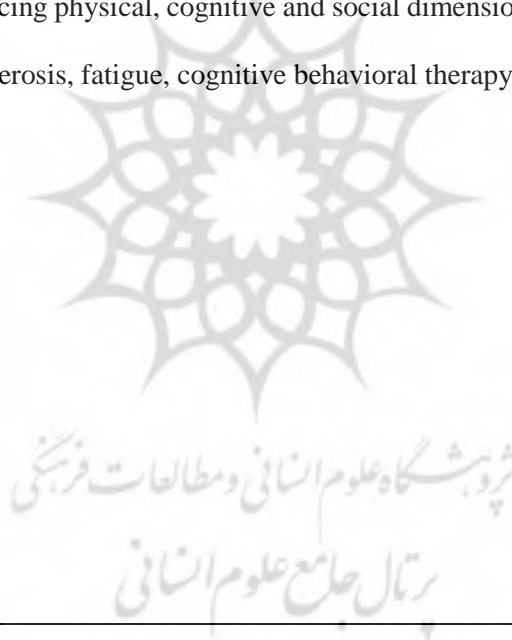 cing physical, cognitive and social dimensio
erosis, fatigue, cognitive behavioral therapy
پژوهشگاه علوم انسانی و مطالعات فرهنگی
پرتال جامع علوم انسانی